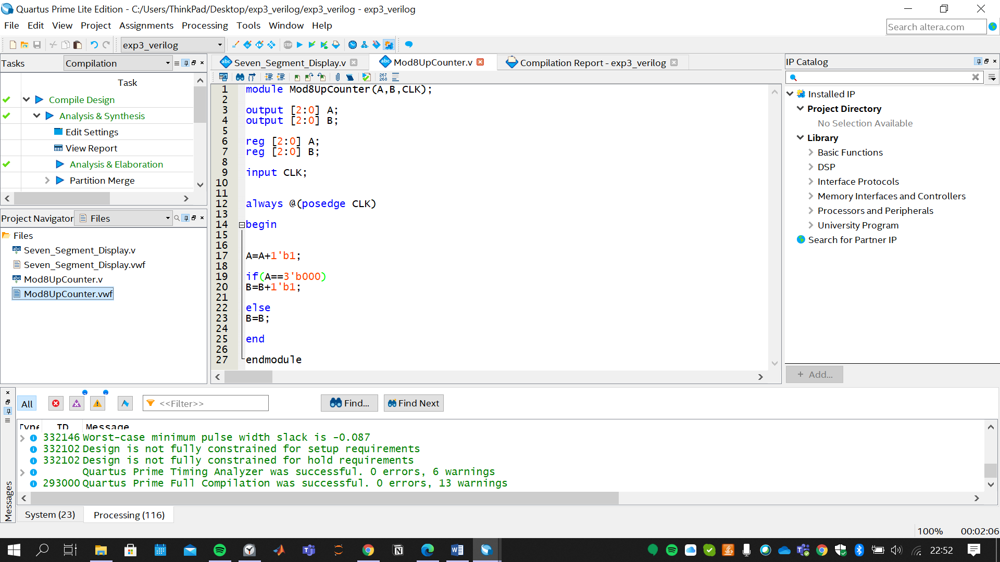 Quartus Prime Lite Edition - C:/Users/ThinkPad/Desktop/exp3_verilog/exp3_verilog - exp3_verilog
File Edit View Project Assignments Processing Tools Window Help
Search altera.com
exp3_verilog
Tasks Compilation
Task
Compile Design
Analysis & Synthesis
Edit Settings
View Report
Analysis & Elaboration
Partition Merge
Project Navigator Files
Files
Seven_Segment_Display.v
Seven_Segment_Display.vwf
Mod8UpCounter.v
Mod8UpCounter.vwf
Seven_Segment_Display.v Mod8UpCounter.v Compilation Report - exp3_verilog
267
268
1 module Mod8UpCounter(A,B,CLK);
2
3 output [2:0] A;
4 output [2:0] B;
5
6 reg [2:0] A;
7 reg [2:0] B;
8
9 input CLK;
10
11
12 always @(posedge CLK)
13
14 begin
15
16
17 A=A+1'b1;
18
19 if(A==3'b000)
20 B=B+1'b1;
21
22 else
23 B=B;
24
25 end
26
27 endmodule
IP Catalog
Installed IP
Project Directory
No Selection Available
Library
Basic Functions
DSP
Interface Protocols
Memory Interfaces and Controllers
Processors and Peripherals
University Program
Search for Partner IP
+ Add...
All <<Filter>> Find... Find Next
Type ID Message
332146 Worst-case minimum pulse width slack is -0.087
332102 Design is not fully constrained for setup requirements
332102 Design is not fully constrained for hold requirements
Quartus Prime Timing Analyzer was successful. 0 errors, 6 warnings
293000 Quartus Prime Full Compilation was successful. 0 errors, 13 warnings
Messages
System (23) Processing (116)
100% 00:02:06
22:52